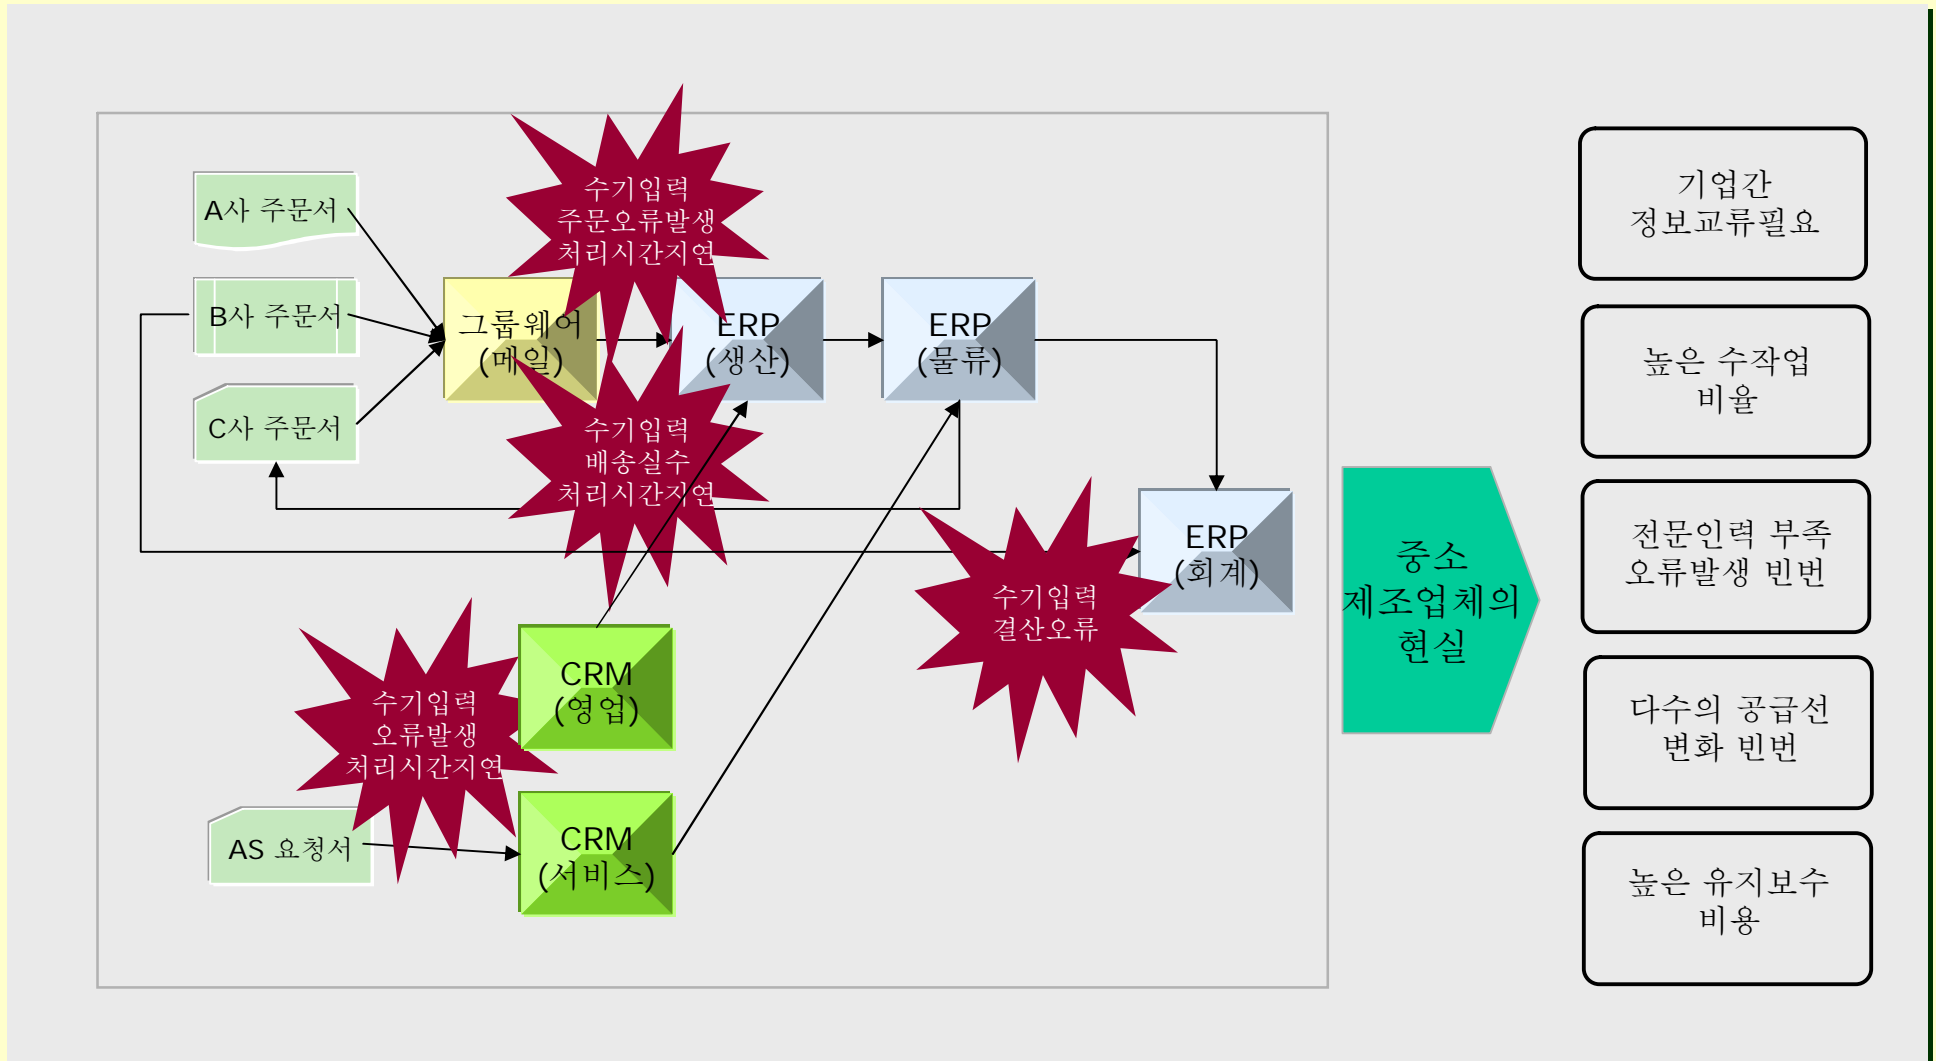 수기입력
주문오류발생
처리시간지연
A사 주문서
B사 주문서
C사 주문서
그룹웨어
(메일)
ERP
(생산)
ERP
(물류)
수기입력
배송실수
처리시간지연
ERP
(회계)
수기입력
결산오류
CRM
(영업)
수기입력
오류발생
처리시간지연
AS 요청서
CRM
(서비스)
중소
제조업체의
현실
기업간
정보교류필요
높은 수작업
비율
전문인력 부족
오류발생 빈번
다수의 공급선
변화 빈번
높은 유지보수
비용